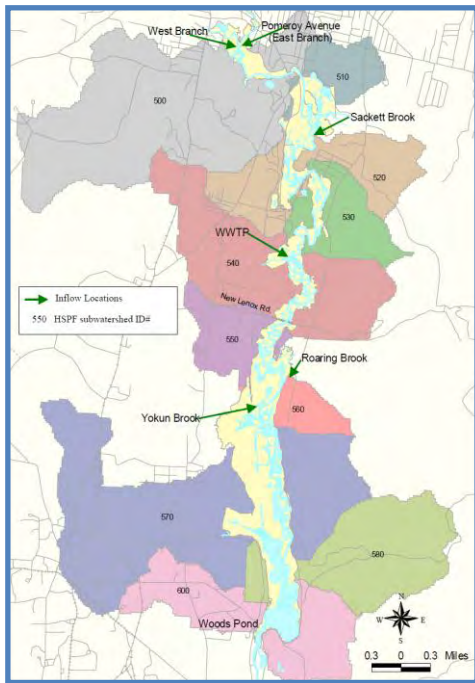 West Branch
Pomeroy Avenue
(East Branch)
510
500
Sackett Brook
520
530
WWTP
540
New Lenox Rd.
Inflow Locations
550 HSPF subwatershed ID#
550
Roaring Brook
Yokun Brook
560
570
580
600
Woods Pond
N
W E
S
0.3 0 0.3 Miles